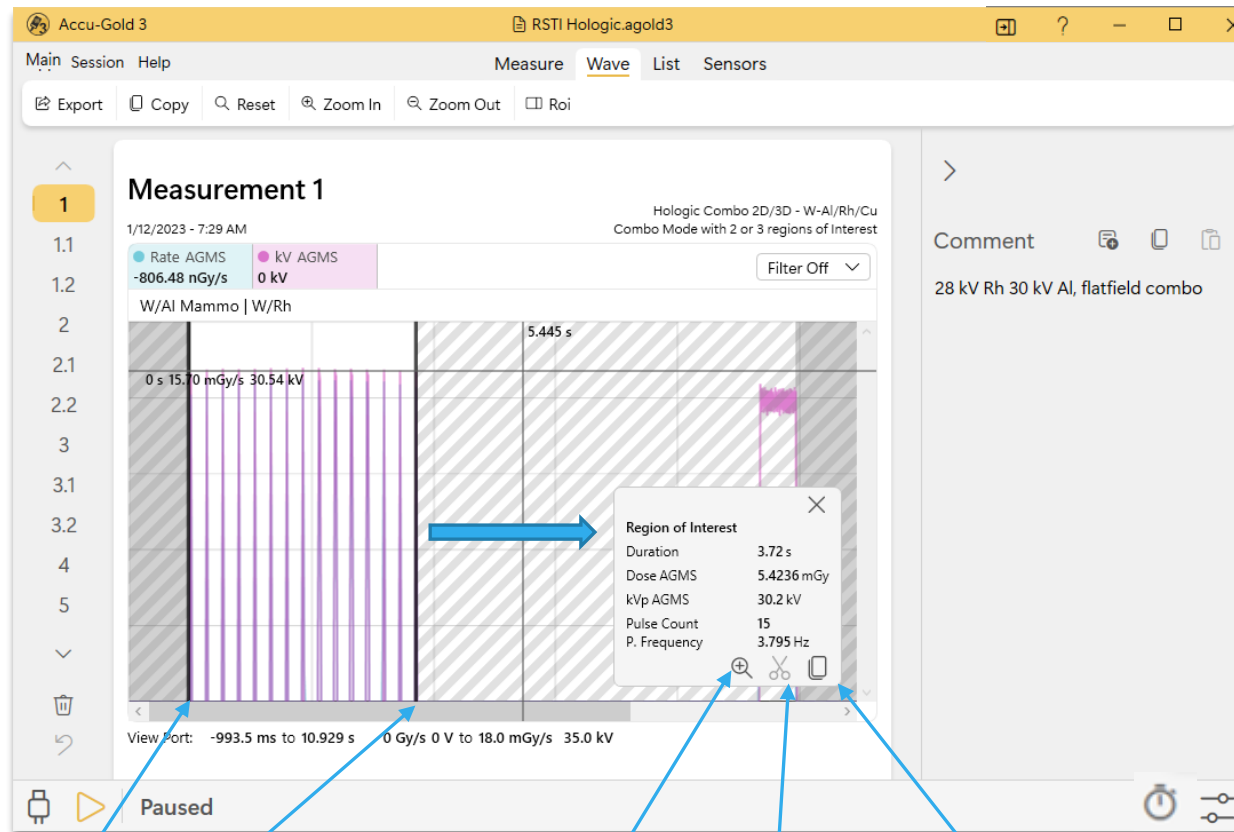 Accu-Gold 3
RSTI Hologic.agold3
?
Main Session Help
Measure Wave List Sensors
Export Copy Reset Zoom In Zoom Out Roi
1
1.1
1.2
2
2.1
2.2
3
3.1
3.2
4
5
Measurement 1
1/12/2023 - 7:29 AM
Hologic Combo 2D/3D - W-Al/Rh/Cu
Combo Mode with 2 or 3 regions of Interest
Rate AGMS
-806.48 nGy/s
kV AGMS
0 kV
Filter Off
W/Al Mammo | W/Rh
5.445 s
0 s 15.70 mGy/s 30.54 kV
Region of Interest
Duration 3.72 s
Dose AGMS 5.4236 mGy
kVp AGMS 30.2 kV
Pulse Count 15
P. Frequency 3.795 Hz
View Port: -993.5 ms to 10.929 s 0 Gy/s 0 V to 18.0 mGy/s 35.0 kV
Comment
28 kV Rh 30 kV Al, flatfield combo
Paused